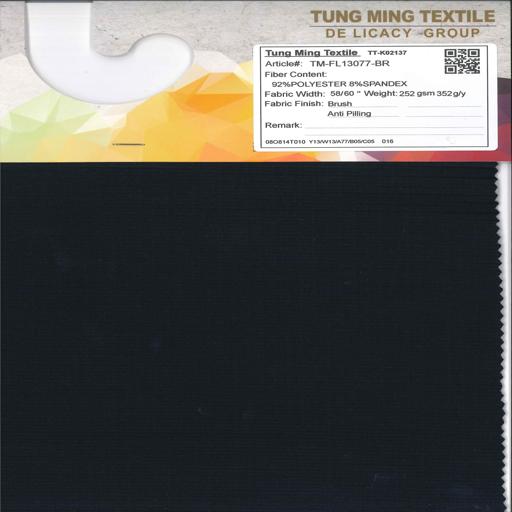 TUNG MING TEXTILE
DE LICACY GROUP
Tung Ming Textile TT-K02137
Article#: TM-FL13077-BR
Fiber Content:
92%POLYESTER 8%SPANDEX
Fabric Width: 58/60 " Weight: 252 gsm 352g/y
Fabric Finish: Brush
Anti Pilling
Remark:
08O814T010 Y13/W13/A77/B05/C05 016